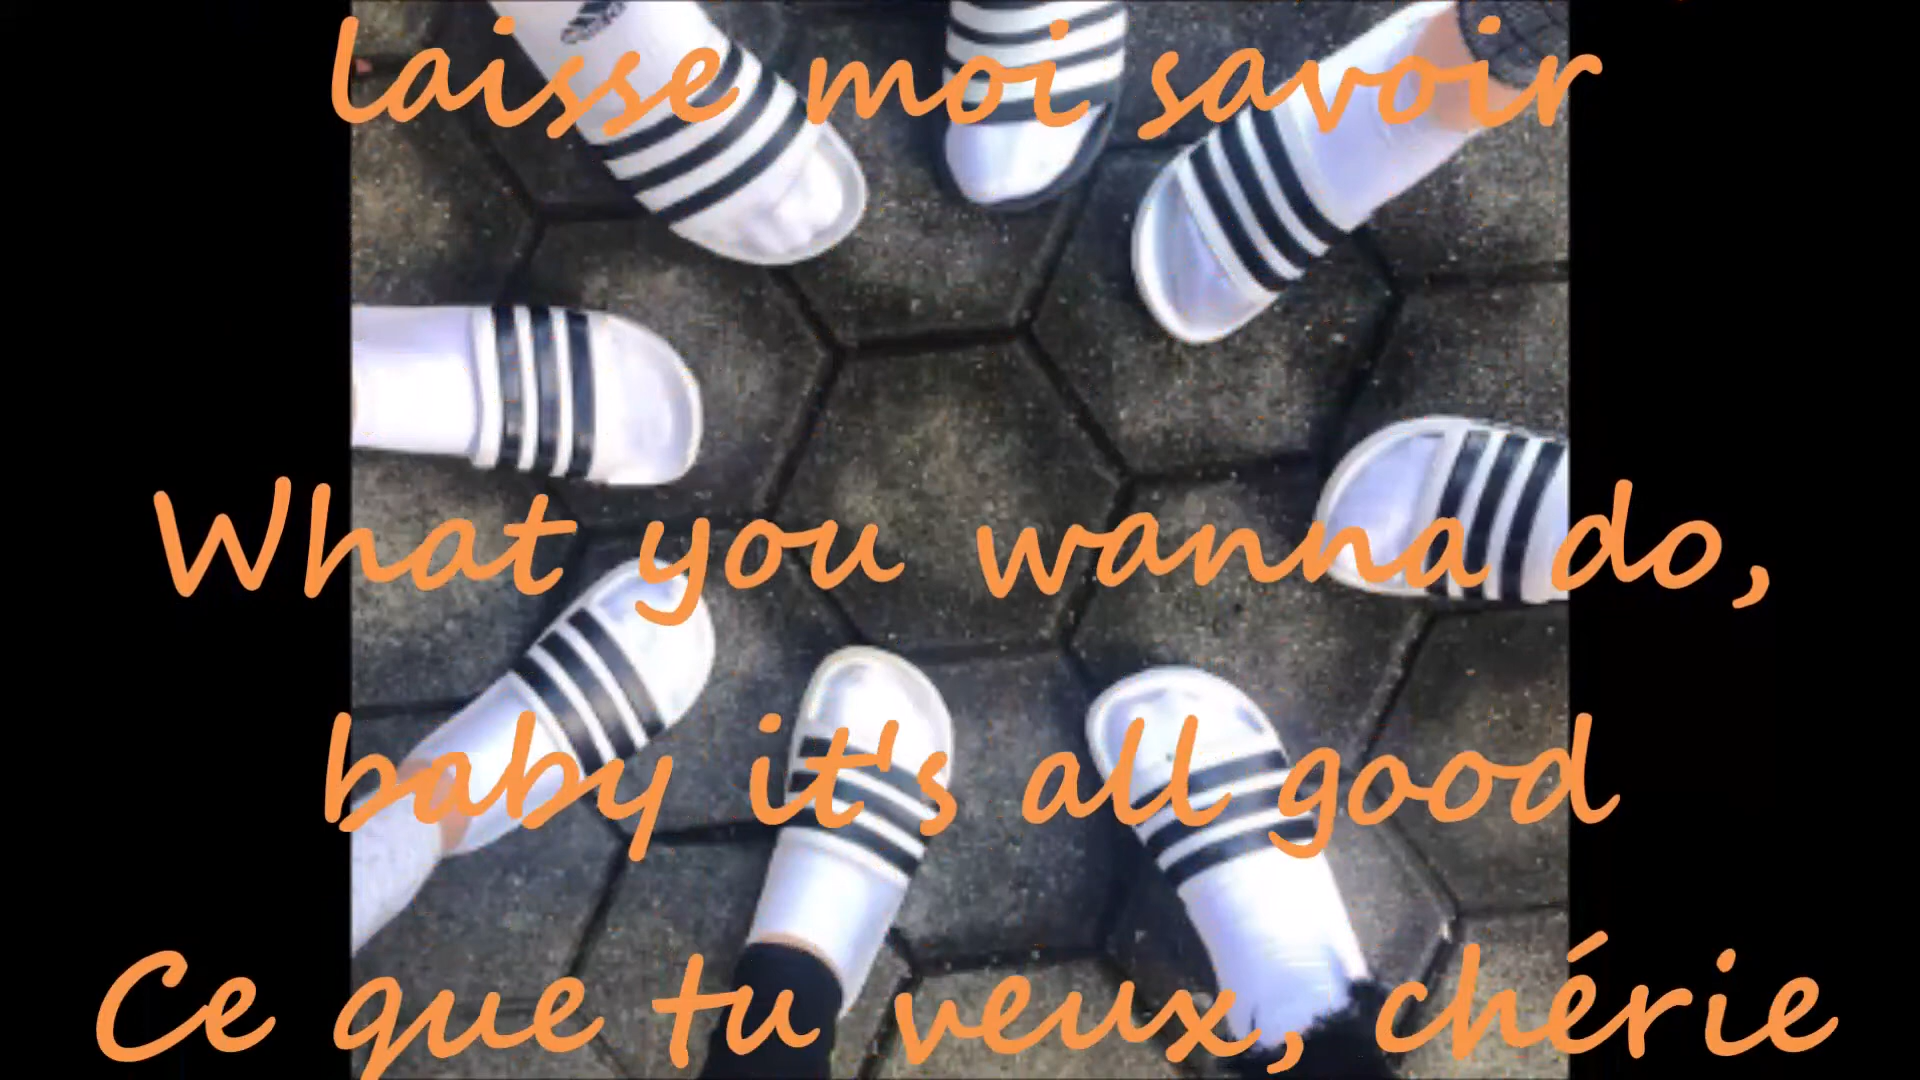 laisse moi savoir
What you wanna do,
baby it's all good
Ce que tu veux, chérie